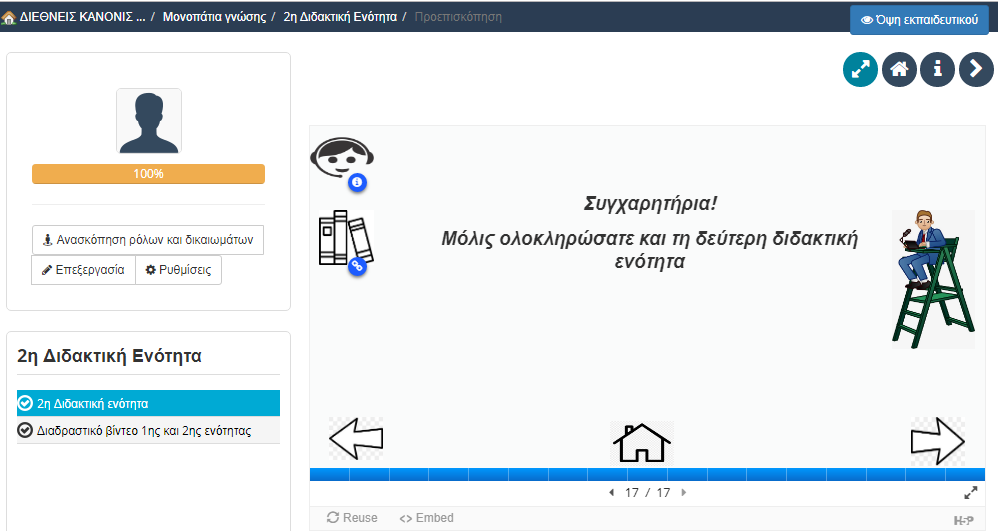 ΔΙΕΘΝΕΙΣ ΚΑΝΟΝΙΣ ... / Μονοπάτια γνώσης / 2η Διδακτική Ενότητα / Προεπισκόπηση
Όψη εκπαιδευτικού
100%
Ανασκόπηση ρόλων και δικαιωμάτων
Επεξεργασία
Ρυθμίσεις
2η Διδακτική Ενότητα
2η Διδακτική ενότητα
Διαδραστικό βίντεο 1ης και 2ης ενότητας
Συγχαρητήρια!
Μόλις ολοκληρώσατε και τη δεύτερη διδακτική
ενότητα
17 / 17
Reuse
<> Embed
H-P